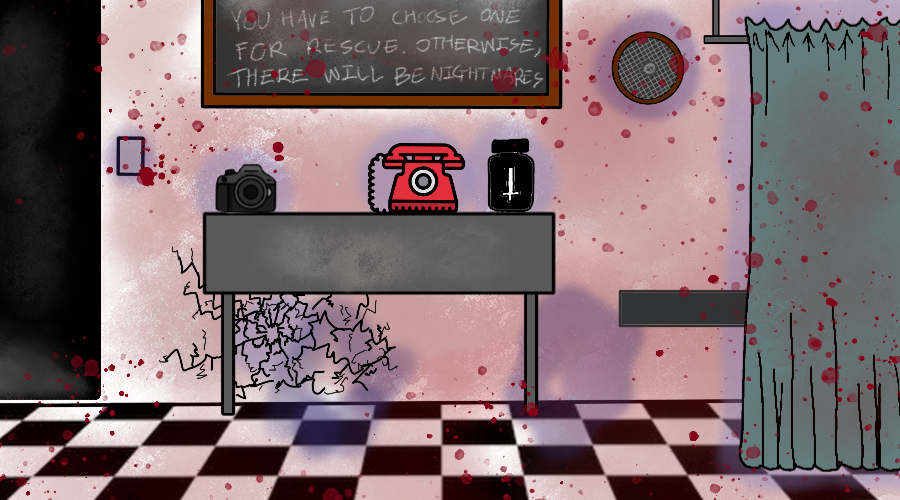 YOU HAVE TO CHOOSE ONE
FOR RESCUE. OTHERWISE,
THERE WILL BE NIGHTMARES